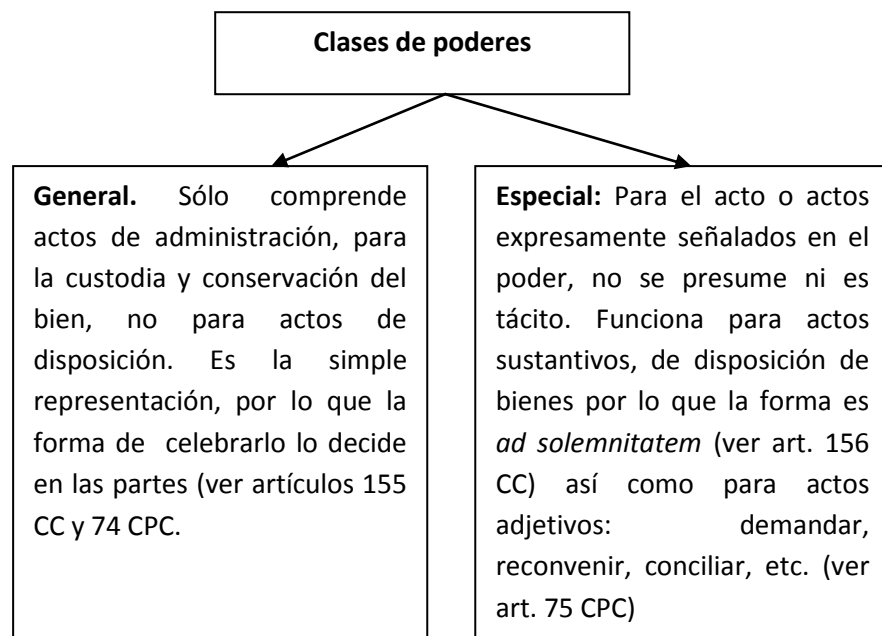 Clases de poderes
General. Sólo comprende
actos de administración, para
la custodia y conservación del
bien, no para actos de
disposición. Es la simple
representación, por lo que la
forma de celebrarlo lo decide
en las partes (ver artículos 155
CC y 74 CPC.
Especial: Para el acto o actos
expresamente señalados en el
poder, no se presume ni es
tácito. Funciona para actos
sustantivos, de disposición de
bienes por lo que la forma es
ad solemnitatem (ver art. 156
CC) así como para actos
adjetivos: demandar,
reconvenir, conciliar, etc. (ver
art. 75 CPC)